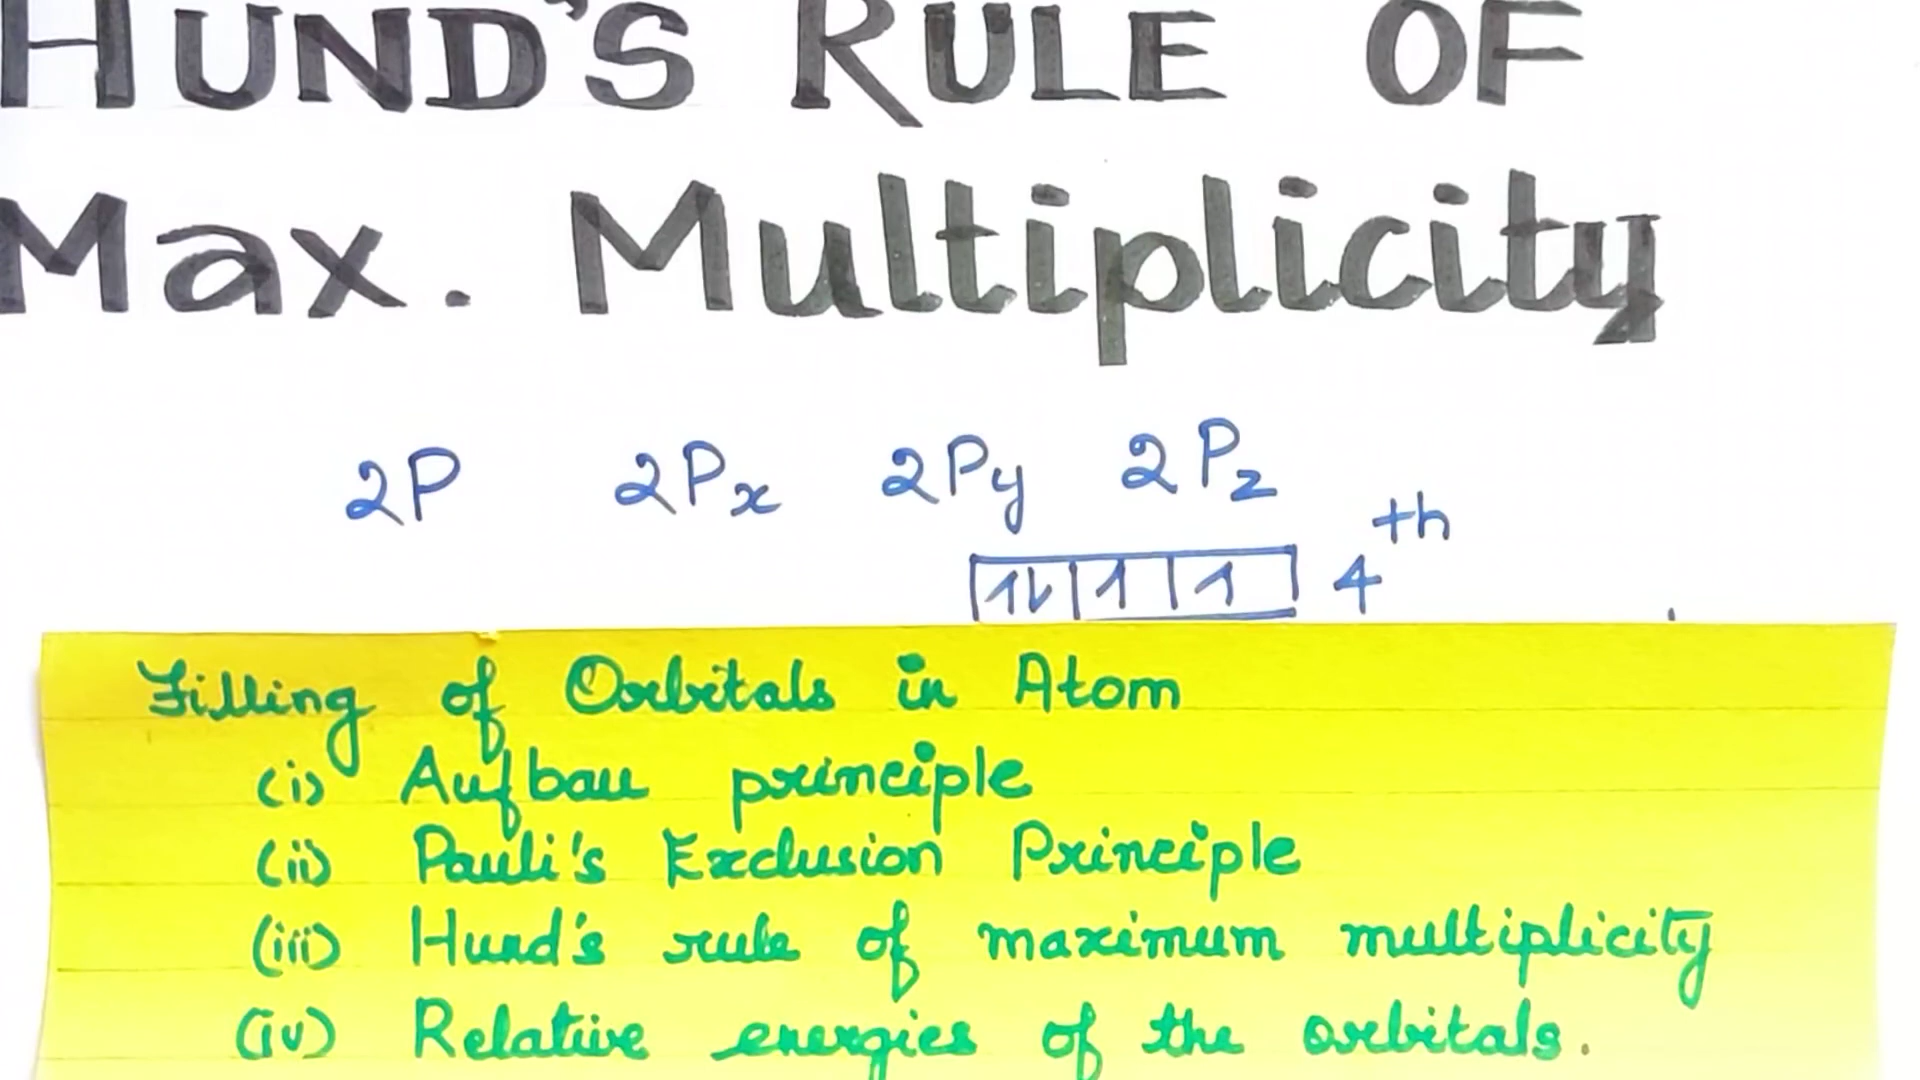 HUND'S RULE OF
Max. Multiplicity
2P 2Px 2Py 2Pz
1⇂ 1 1 4th
Filling of Orbitals in Atom
(i) Aufbau principle
(ii) Pauli's Exclusion Principle
(iii) Hund's rule of maximum multiplicity
(iv) Relative energies of the orbitals.